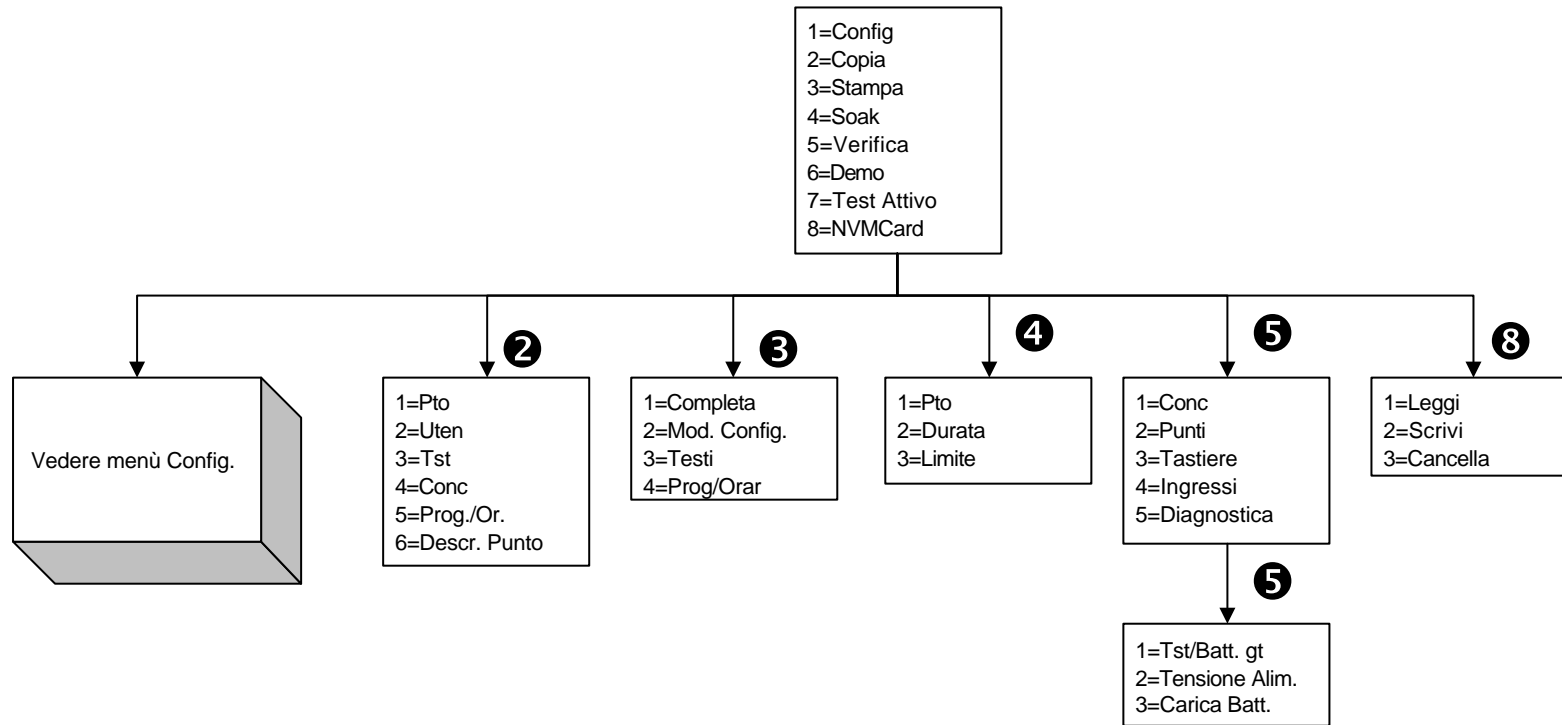 1=Config
2=Copia
3=Stampa
4=Soak
5=Verifica
6=Demo
7=Test Attivo
8=NVMCard
2
3
4
5
8
Vedere menù Config.
1=Pto
2=Uten
3=Tst
4=Conc
5=Prog./Or.
6=Descr. Punto
1=Completa
2=Mod. Config.
3=Testi
4=Prog/Orar
1=Pto
2=Durata
3=Limite
1=Conc
2=Punti
3=Tastiere
4=Ingressi
5=Diagnostica
1=Leggi
2=Scrivi
3=Cancella
5
1=Tst/Batt. gt
2=Tensione Alim.
3=Carica Batt.